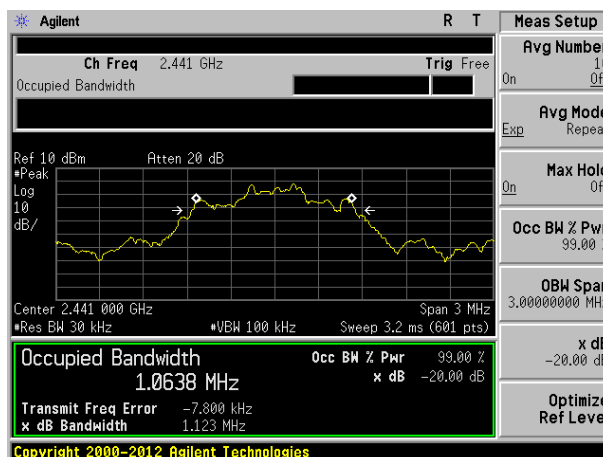 Agilent R T Meas Setup
Avg Number
10
On Off
Ch Freq 2.441 GHz Trig Free
Occupied Bandwidth
Avg Mode
Exp Repeat
Ref 10 dBm Atten 20 dB
#Peak
Log
10
dB/
Max Hold
On Off
Occ BW % Pwr
99.00 %
OBW Span
3.00000000 MHz
Center 2.441 000 GHz Span 3 MHz
#Res BW 30 kHz #VBW 100 kHz Sweep 3.2 ms (601 pts)
Occupied Bandwidth Occ BW % Pwr 99.00 %
1.0638 MHz x dB -20.00 dB
Transmit Freq Error -7.800 kHz
x dB Bandwidth 1.123 MHz
x dB
-20.00 dB
Optimize
Ref Level
Copyright 2000-2012 Agilent Technologies